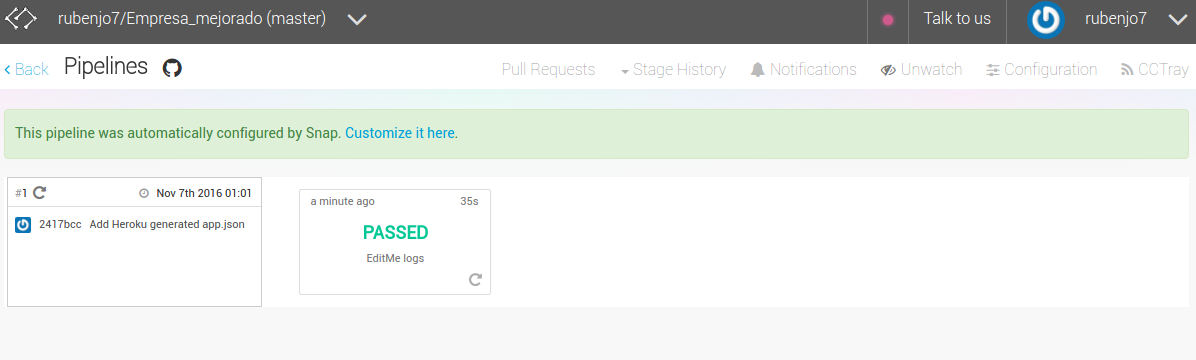 rubenjo7/Empresa_mejorado (master) Talk to us rubenjo7
Back Pipelines Pull Requests Stage History Notifications Unwatch Configuration CCTray
This pipeline was automatically configured by Snap. Customize it here.
#1 Nov 7th 2016 01:01
2417bcc Add Heroku generated app.json
a minute ago 35s
PASSED
EditMe logs